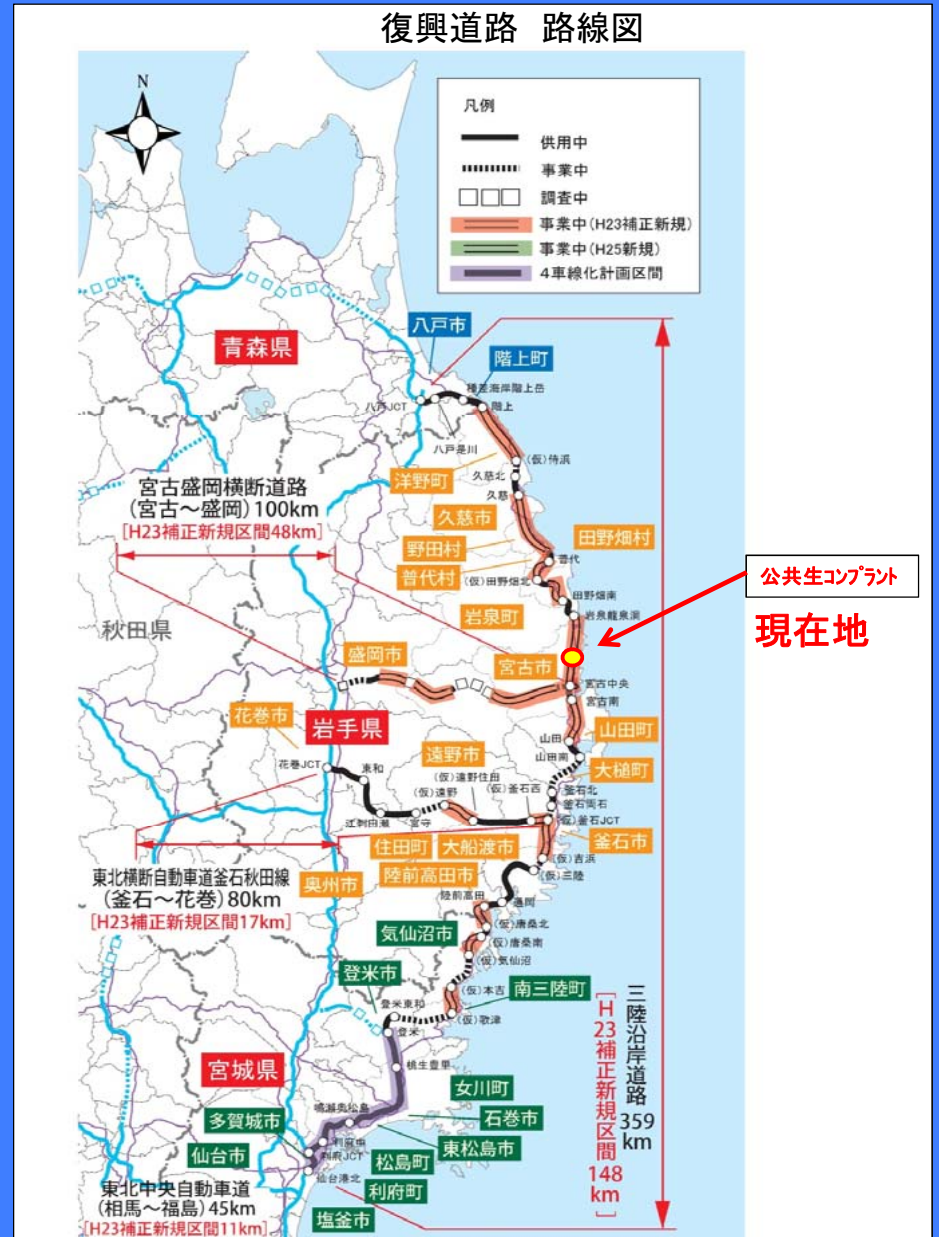 復興道路 路線図
N
凡例
供用中
事業中
調査中
事業中(H23補正新規)
事業中(H25新規)
4車線化計画区間
八戸市
青森県
階上町
種差海岸階上岳
八戸JCT
階上
八戸是川
(仮)侍浜
洋野町
久慈北
宮古盛岡横断道路
(宮古~盛岡)100km
[H23補正新規区間48km]
久慈
久慈市
野田村
田野畑村
普代
普代村
(仮)田野畑北
公共生コンプラント
田野畑南
岩泉町
岩泉龍泉洞
現在地
秋田県
盛岡市
宮古市
宮古中央
宮古南
花巻市
岩手県
山田町
山田
遠野市
山田南
花巻JCT
東和
(仮)遠野住田
(仮)釜石西
大槌町
(仮)遠野
釜石北
釜石両石
江刺田瀬
宮守
(仮)釜石JCT
住田町
大船渡市
釜石市
(仮)吉浜
東北横断自動車道釜石秋田線
(釜石~花巻)80km
[H23補正新規区間17km]
奥州市
陸前高田市
(仮)三陸
陸前高田
通岡
(仮)唐桑北
気仙沼市
(仮)唐桑南
(仮)気仙沼
登米市
(仮)本吉
南三陸町
登米東和
(仮)歌津
登米
三陸沿岸道路 359km
[H23補正新規区間148km]
宮城県
桃生豊里
女川町
鳴瀬奥松島
多賀城市
石巻市
利府中
東松島市
仙台市
利府JCT
松島町
仙台港北
利府町
東北中央自動車道
(相馬~福島)45km
[H23補正新規区間11km]
塩釜市